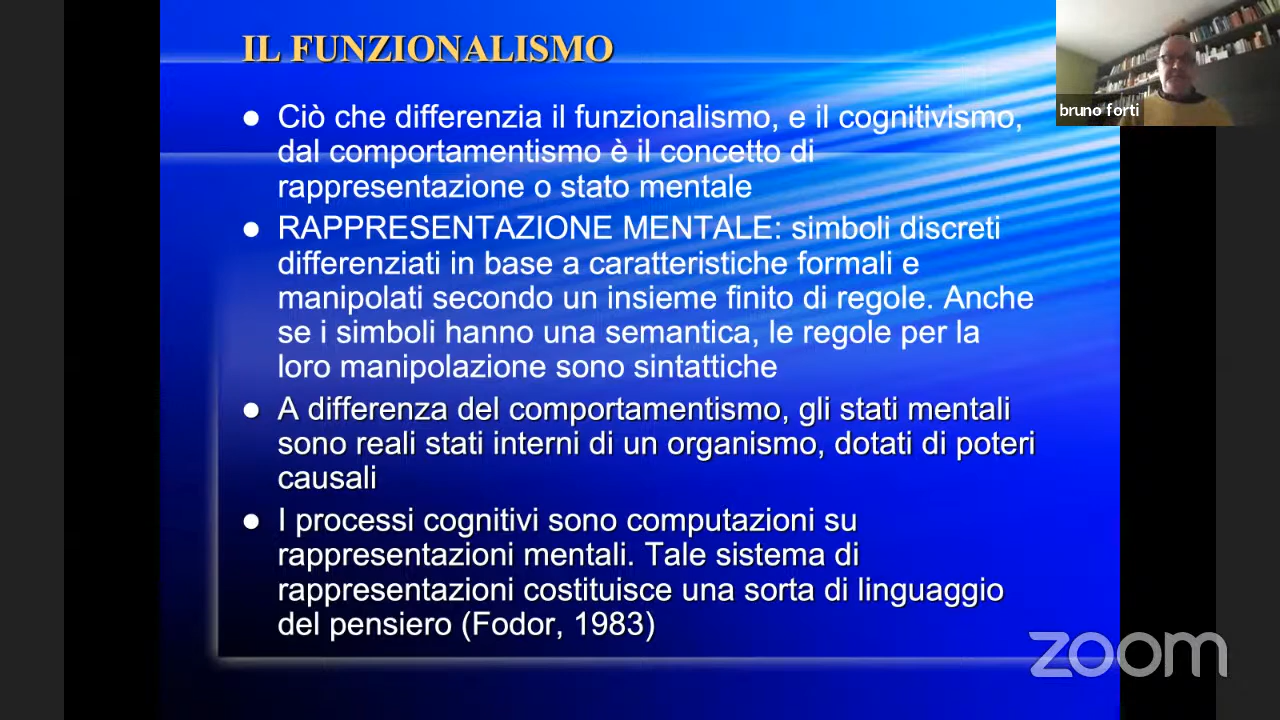 IL FUNZIONALISMO
● Ciò che differenzia il funzionalismo, e il cognitivismo,
dal comportamentismo è il concetto di
rappresentazione o stato mentale
● RAPPRESENTAZIONE MENTALE: simboli discreti
differenziati in base a caratteristiche formali e
manipolati secondo un insieme finito di regole. Anche
se i simboli hanno una semantica, le regole per la
loro manipolazione sono sintattiche
● A differenza del comportamentismo, gli stati mentali
sono reali stati interni di un organismo, dotati di poteri
causali
● I processi cognitivi sono computazioni su
rappresentazioni mentali. Tale sistema di
rappresentazioni costituisce una sorta di linguaggio
del pensiero (Fodor, 1983)
bruno forti
zoom